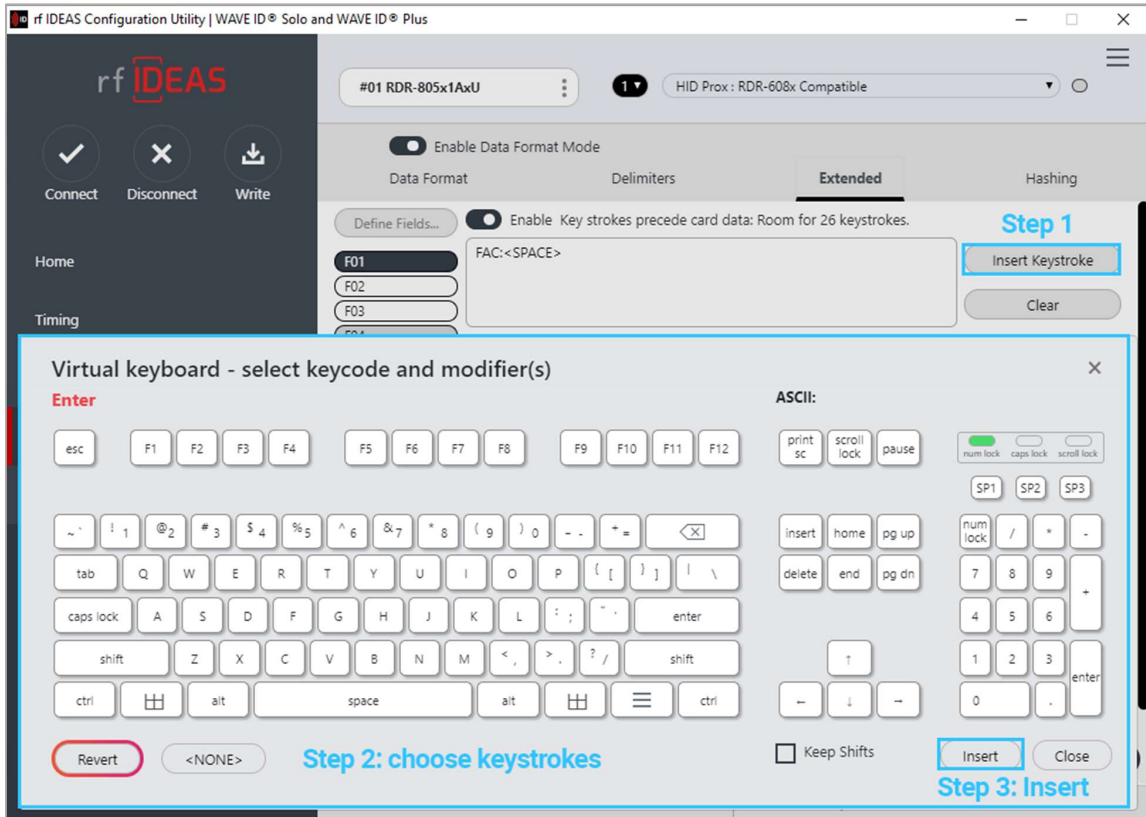 rf IDEAS Configuration Utility | WAVE ID® Solo and WAVE ID® Plus
rf IDEAS
#01 RDR-805x1AxU
1
HID Prox : RDR-608x Compatible
Enable Data Format Mode
Connect Disconnect Write
Data Format Delimiters Extended Hashing
Define Fields... Enable Key strokes precede card data: Room for 26 keystrokes.
Step 1
Home
F01
FAC:<SPACE>
Insert Keystroke
F02
F03
Clear
Timing
F04
Virtual keyboard - select keycode and modifier(s)
Enter
ASCII:
esc F1 F2 F3 F4 F5 F6 F7 F8 F9 F10 F11 F12 print sc scroll lock pause
num lock caps lock scroll lock
SP1 SP2 SP3
~ ` ! 1 @ 2 # 3 $ 4 % 5 ^ 6 & 7 * 8 ( 9 ) 0 - - + = insert home pg up num lock / * -
tab Q W E R T Y U I O P { [ } ] | \ delete end pg dn 7 8 9 +
caps lock A S D F G H J K L : ; " ' enter 4 5 6
shift Z X C V B N M < , > . ? / shift ↑ 1 2 3 enter
ctrl alt space alt ctrl ← ↓ → 0 .
Revert <NONE> Step 2: choose keystrokes Keep Shifts Insert Close
Step 3: Insert